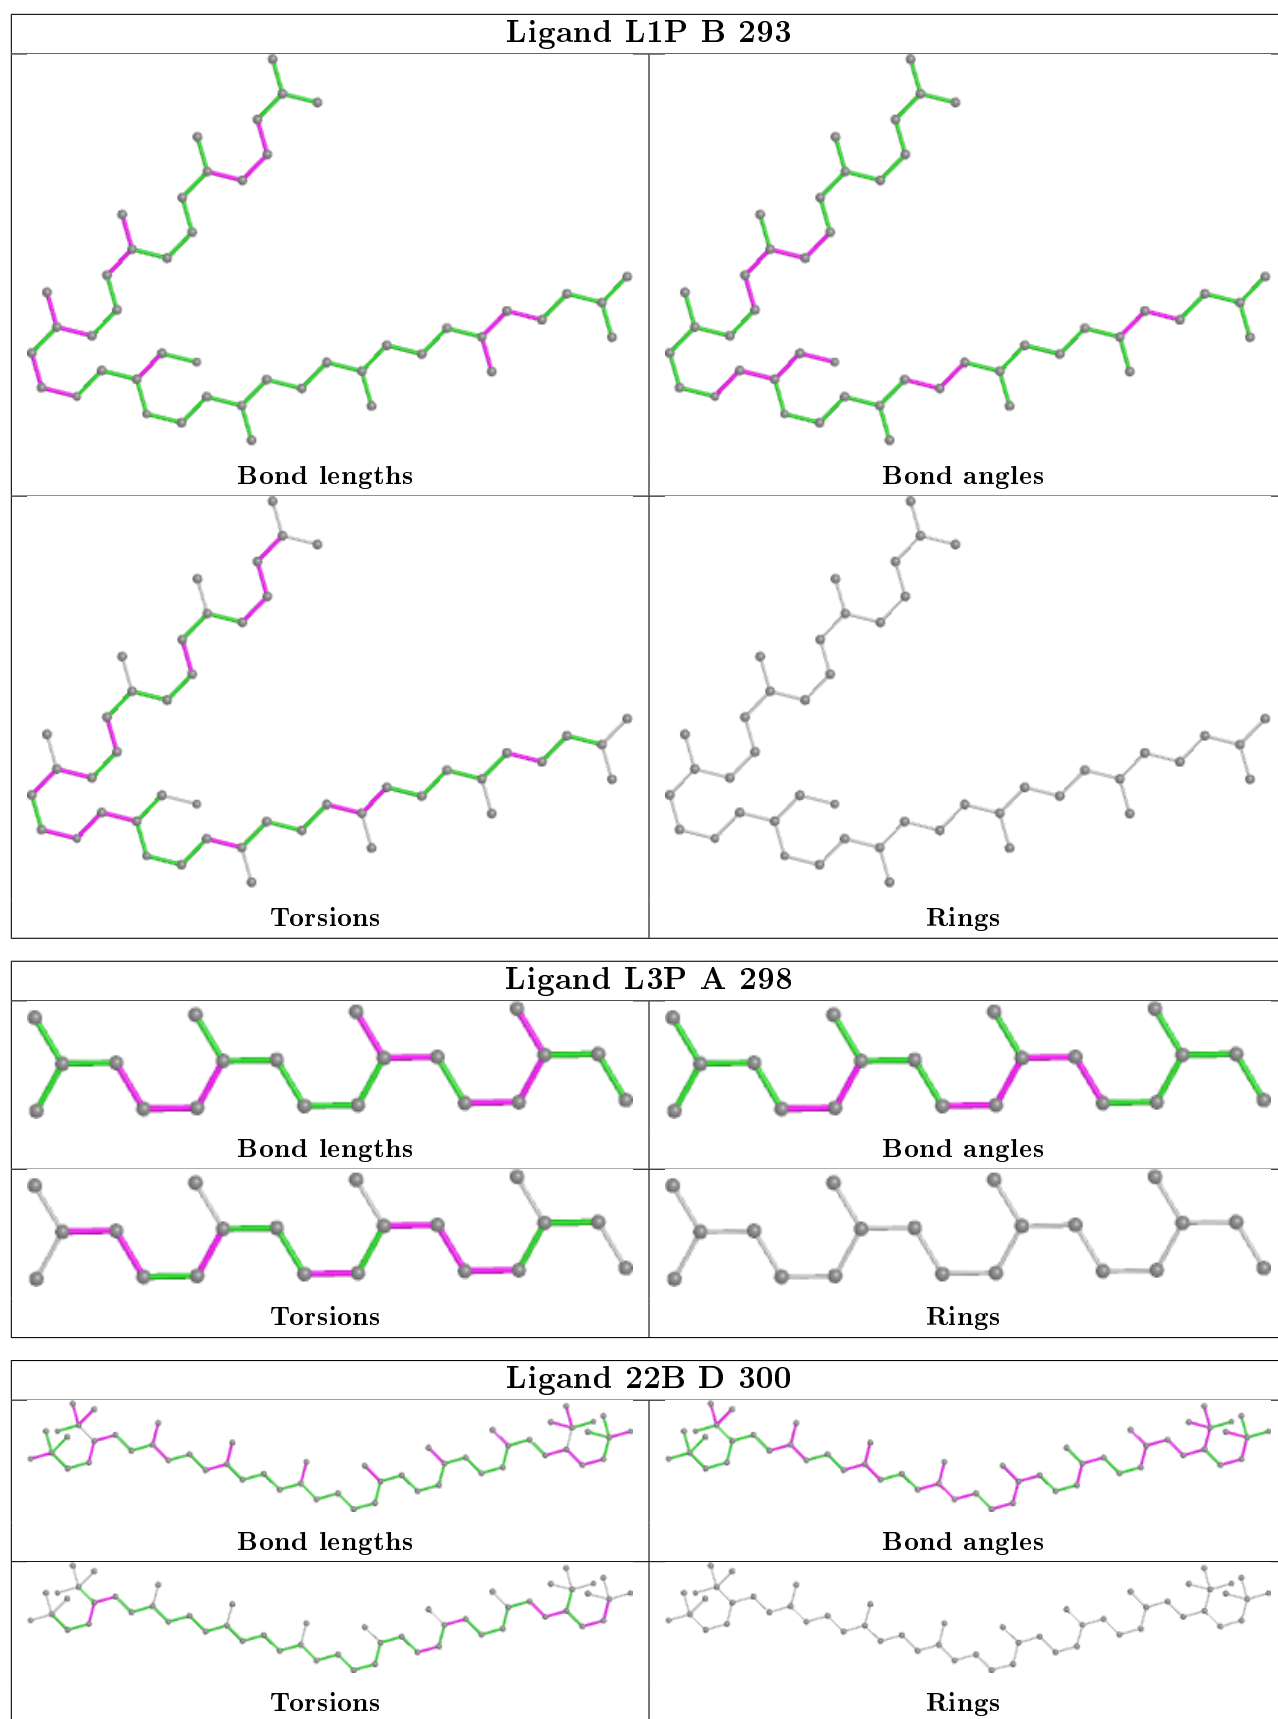 Ligand L1P B 293
Bond lengths
Bond angles
Torsions
Rings
Ligand L3P A 298
Bond lengths
Bond angles
Torsions
Rings
Ligand 22B D 300
Bond lengths
Bond angles
Torsions
Rings